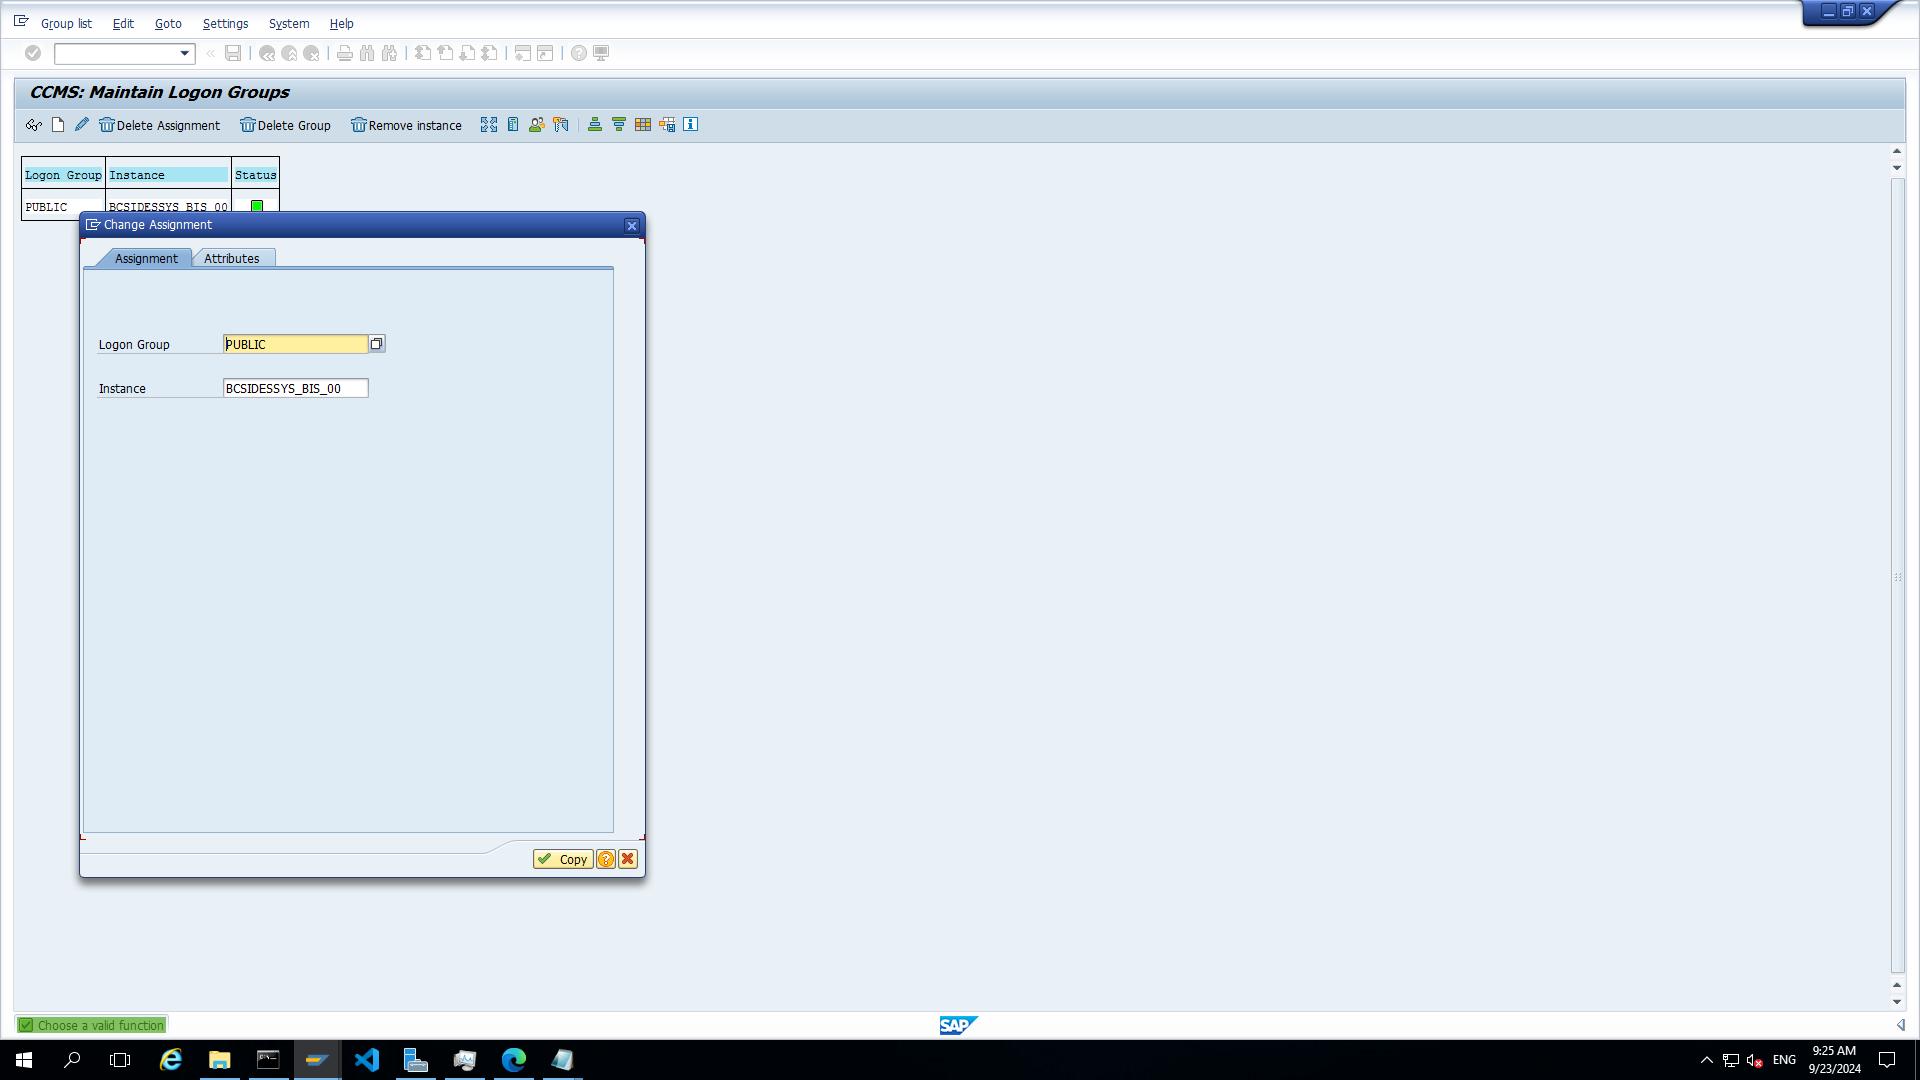 Group list Edit Goto Settings System Help
CCMS: Maintain Logon Groups
Delete Assignment Delete Group Remove instance
Logon Group Instance Status
PUBLIC BCSIDESSYS_BIS_00
Change Assignment
Assignment Attributes
Logon Group PUBLIC
Instance BCSIDESSYS_BIS_00
Copy
Choose a valid function
SAP
ENG
9:25 AM
9/23/2024